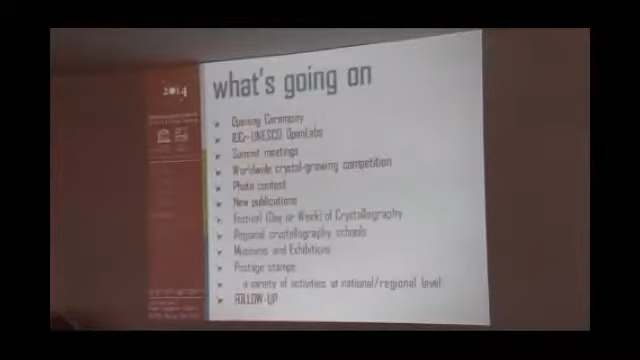 2014
what's going on
Opening Ceremony
IUCr-UNESCO OpenLabs
Summit meetings
Worldwide crystal-growing competition
Photo contest
New publications
Festival (Day or Week) of Crystallography
Regional crystallography schools
Museums and Exhibitions
Postage stamps
a variety of activities at national/regional level
FOLLOW-UP